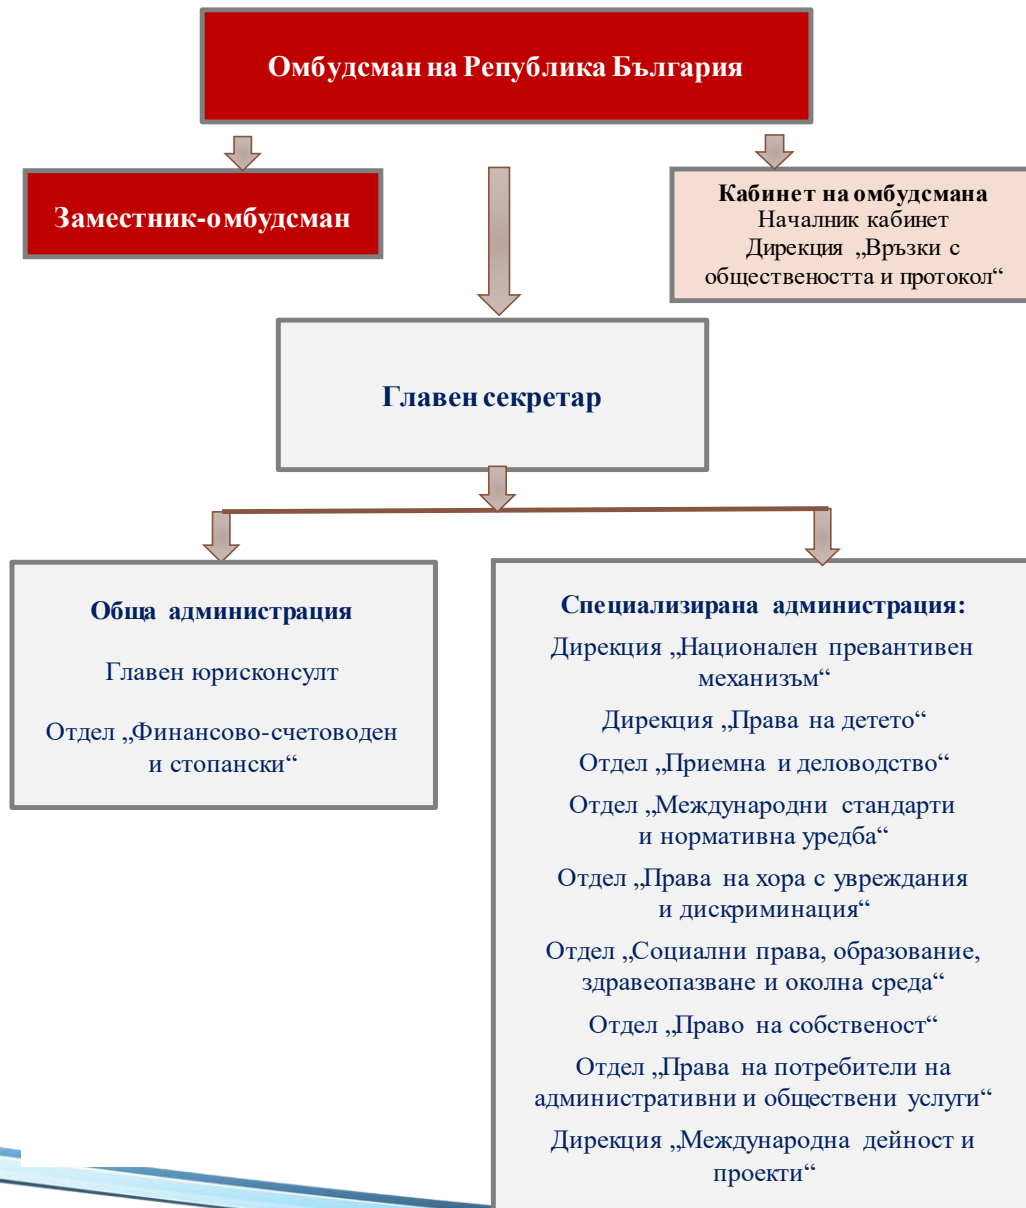 Омбудсман на Република България
Заместник-омбудсман
Кабинет на омбудсмана
Началник кабинет
Дирекция „Връзки с
обществеността и протокол“
Главен секретар
Обща администрация
Главен юрисконсулт
Отдел „Финансово-счетоводен
и стопански“
Специализирана администрация:
Дирекция „Национален превантивен
механизъм“
Дирекция „Права на детето“
Отдел „Приемна и деловодство“
Отдел „Международни стандарти
и нормативна уредба“
Отдел „Права на хора с увреждания
и дискриминация“
Отдел „Социални права, образование,
здравеопазване и околна среда“
Отдел „Право на собственост“
Отдел „Права на потребители на
административни и обществени услуги“
Дирекция „Международна дейност и
проекти“